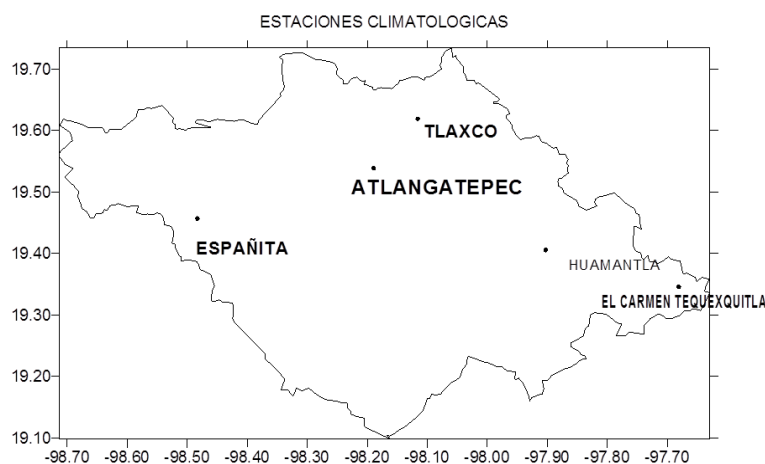 ESTACIONES CLIMATOLOGICAS
19.70
19.60
TLAXCO
19.50
ATLANGATEPEC
ESPAÑITA
19.40
HUAMANTLA
19.30
EL CARMEN TEQUEXQUITLA
19.20
19.10
-98.70 -98.60 -98.50 -98.40 -98.30 -98.20 -98.10 -98.00 -97.90 -97.80 -97.70